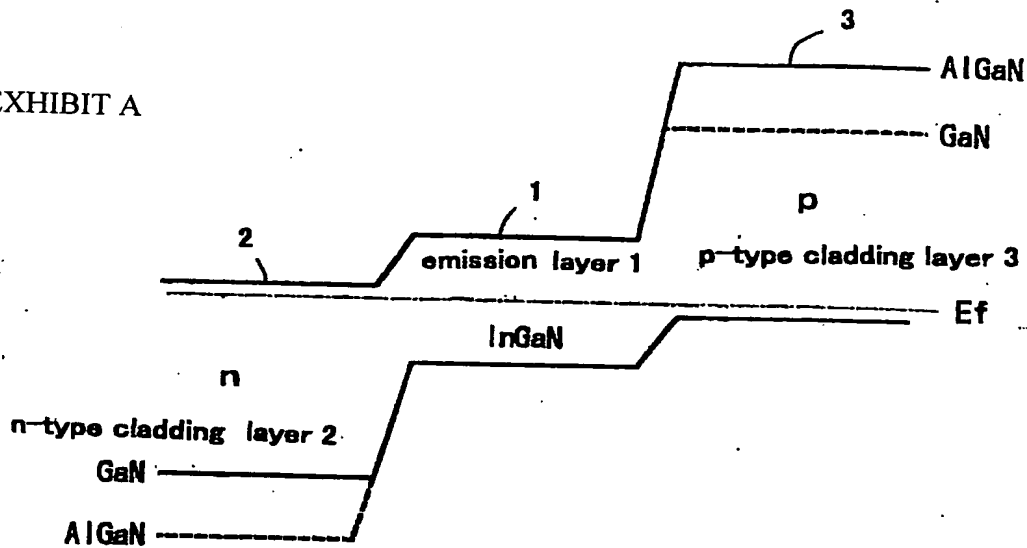 3
AlGaN
EXHIBIT A
GaN
1
p
2
emission layer 1
p-type cladding layer 3
Ef
InGaN
n
n-type cladding layer 2
GaN
AlGaN